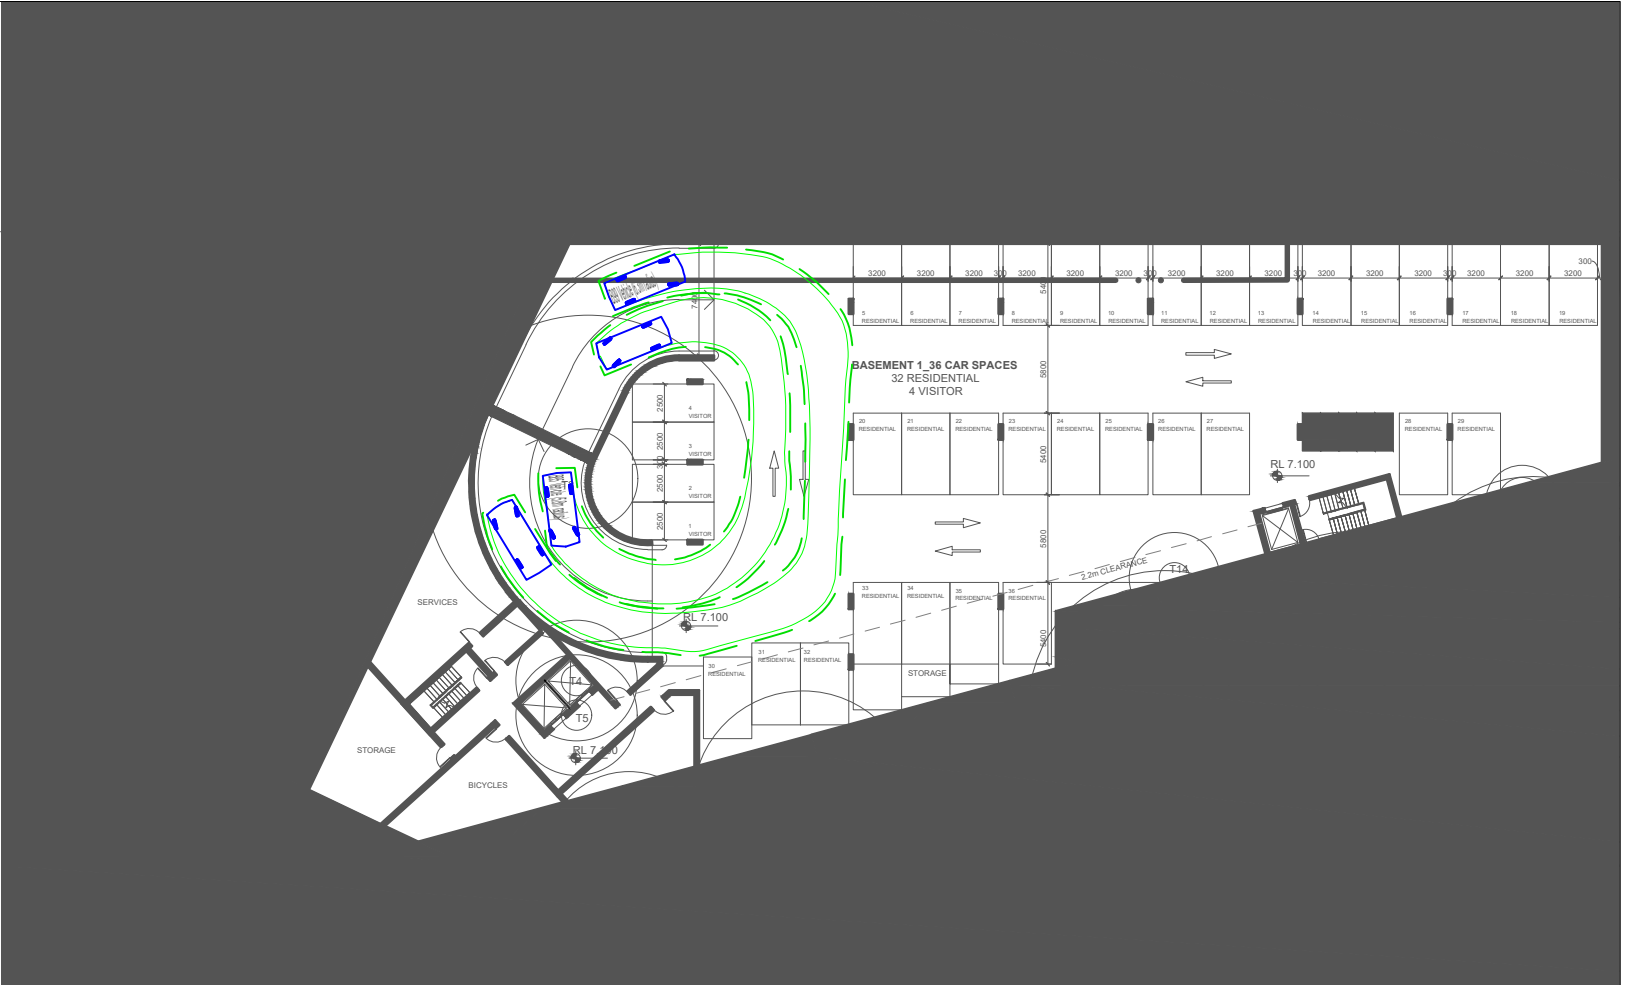 3200 3200 3200 300 3200 3200 3200 300 3200 3200 3200 300 3200 3200 3200 300 3200 3200 3200
300
5
RESIDENTIAL
6
RESIDENTIAL
7
RESIDENTIAL
8
RESIDENTIAL
9
RESIDENTIAL
10
RESIDENTIAL
11
RESIDENTIAL
12
RESIDENTIAL
13
RESIDENTIAL
14
RESIDENTIAL
15
RESIDENTIAL
16
RESIDENTIAL
17
RESIDENTIAL
18
RESIDENTIAL
19
RESIDENTIAL
BASEMENT 1_36 CAR SPACES
32 RESIDENTIAL
4 VISITOR
5800
2500
4
VISITOR
2500
3
VISITOR
300
2500
2
VISITOR
2500
1
VISITOR
20
RESIDENTIAL
21
RESIDENTIAL
22
RESIDENTIAL
23
RESIDENTIAL
24
RESIDENTIAL
25
RESIDENTIAL
26
RESIDENTIAL
27
RESIDENTIAL
28
RESIDENTIAL
29
RESIDENTIAL
5400
RL 7.100
5800
2.2m CLEARANCE
T14
SERVICES
RL 7.100
33
RESIDENTIAL
34
RESIDENTIAL
35
RESIDENTIAL
36
RESIDENTIAL
5400
30
RESIDENTIAL
31
RESIDENTIAL
32
RESIDENTIAL
STORAGE
T4
T5
RL 7.100
STORAGE
BICYCLES